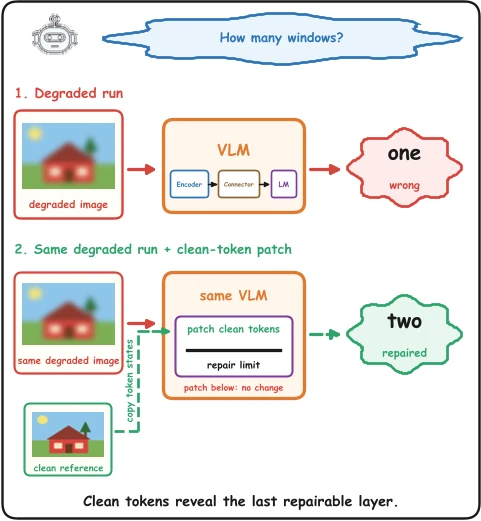 How many windows?
1. Degraded run
VLM
Encoder
Connector
LM
one
wrong
degraded image
2. Same degraded run + clean-token patch
same VLM
patch clean tokens
repair limit
patch below: no change
two
repaired
same degraded image
copy token states
clean reference
Clean tokens reveal the last repairable layer.